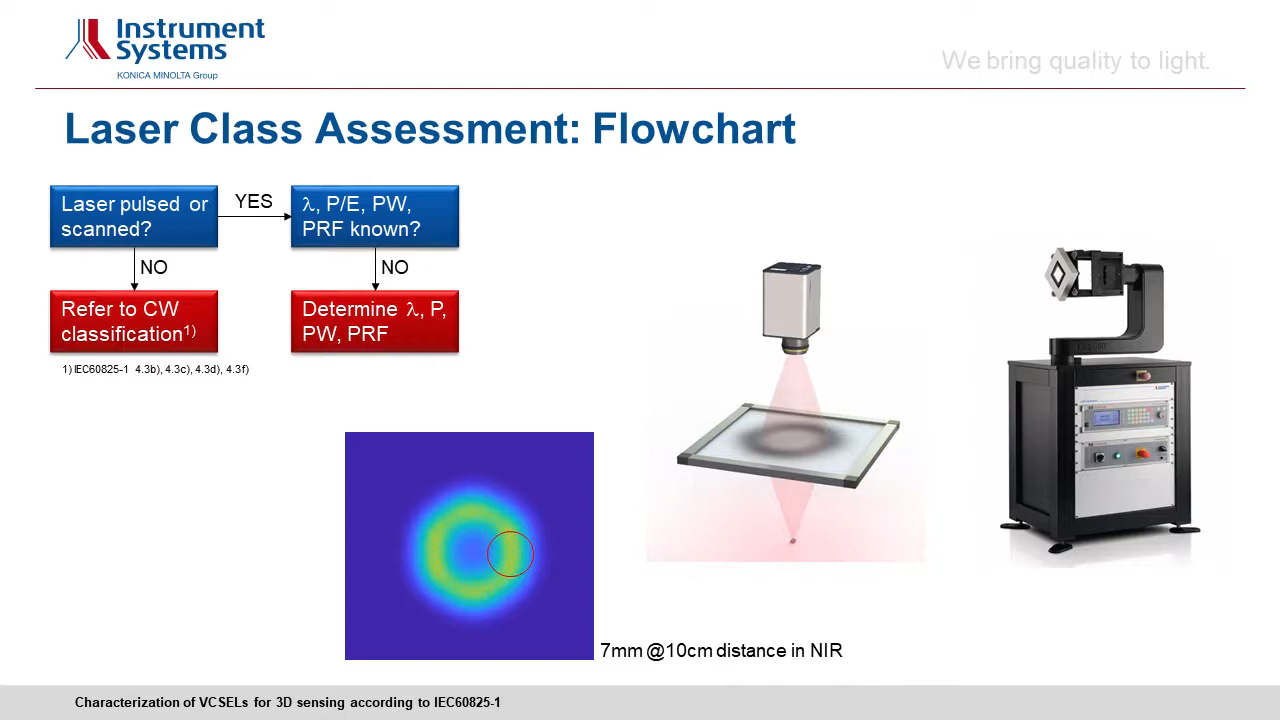 Instrument
Systems
KONICA MINOLTA Group
We bring quality to light.
Laser Class Assessment: Flowchart
Laser pulsed or
scanned?
YES
λ, P/E, PW,
PRF known?
NO
NO
Refer to CW
classification1)
Determine λ, P,
PW, PRF
1) IEC60825-1 4.3b), 4.3c), 4.3d), 4.3f)
7mm @10cm distance in NIR
Characterization of VCSELs for 3D sensing according to IEC60825-1